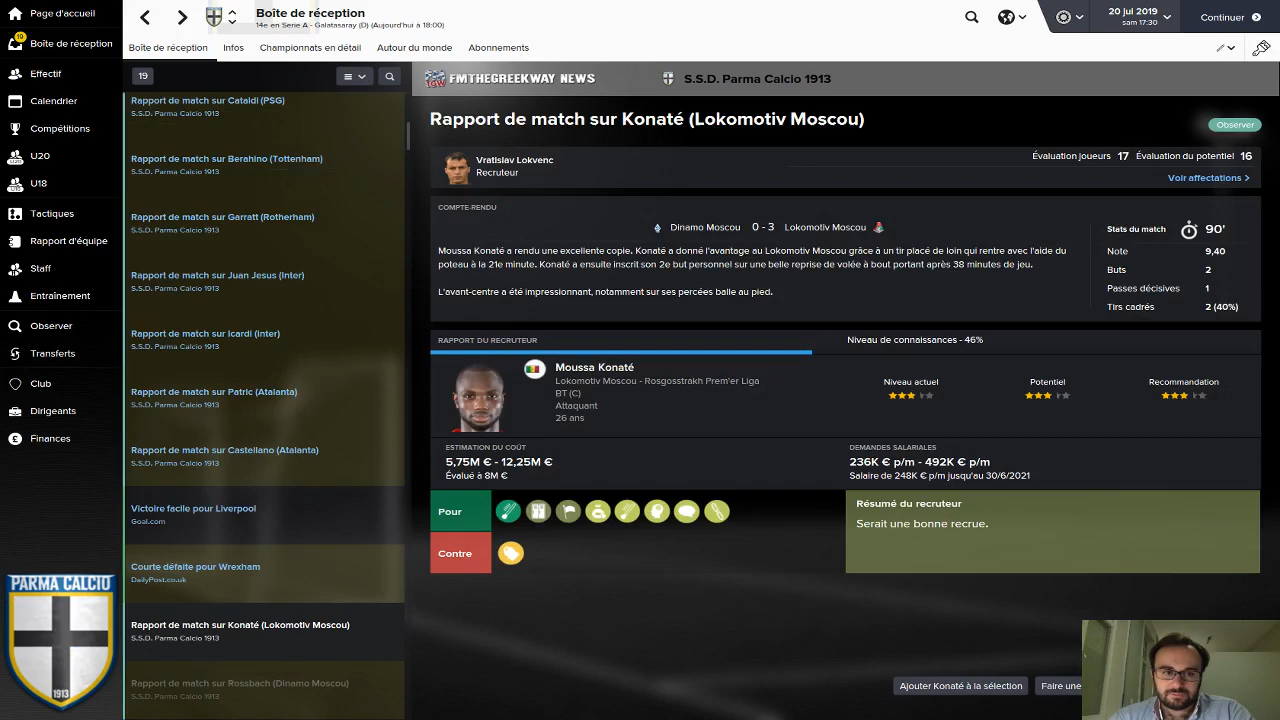 Page d'accueil
19
Boîte de réception
Effectif
Calendrier
Compétitions
U20
U18
Tactiques
Rapport d'équipe
Staff
Entraînement
Observer
Transferts
Club
Dirigeants
Finances
PARMA CALCIO
1913
Boîte de réception
14e en Serie A - Galatasaray (D) (Aujourd'hui à 18:00)
20 jul 2019
sam 17:30
Continuer
Boîte de réception
Infos
Championnats en détail
Autour du monde
Abonnements
19
Rapport de match sur Cataldi (PSG)
S.S.D. Parma Calcio 1913
Rapport de match sur Berahino (Tottenham)
S.S.D. Parma Calcio 1913
Rapport de match sur Garratt (Rotherham)
S.S.D. Parma Calcio 1913
Rapport de match sur Juan Jesus (Inter)
S.S.D. Parma Calcio 1913
Rapport de match sur Icardi (Inter)
S.S.D. Parma Calcio 1913
Rapport de match sur Patric (Atalanta)
S.S.D. Parma Calcio 1913
Rapport de match sur Castellano (Atalanta)
S.S.D. Parma Calcio 1913
Victoire facile pour Liverpool
Goal.com
Courte défaite pour Wrexham
DailyPost.co.uk
Rapport de match sur Konaté (Lokomotiv Moscou)
S.S.D. Parma Calcio 1913
Rapport de match sur Rossbach (Dinamo Moscou)
S.S.D. Parma Calcio 1913
FMTHEGREEKWAY NEWS
S.S.D. Parma Calcio 1913
Rapport de match sur Konaté (Lokomotiv Moscou)
Observer
Vratislav Lokvenc
Recruteur
Évaluation joueurs 17 Évaluation du potentiel 16
Voir affectations >
COMPTE-RENDU
Dinamo Moscou 0 - 3 Lokomotiv Moscou
Moussa Konaté a rendu une excellente copie. Konaté a donné l'avantage au Lokomotiv Moscou grâce à un tir placé de loin qui rentre avec l'aide du
poteau à la 21e minute. Konaté a ensuite inscrit son 2e but personnel sur une belle reprise de volée à bout portant après 38 minutes de jeu.
L'avant-centre a été impressionnant, notamment sur ses percées balle au pied.
Stats du match 90'
Note 9,40
Buts 2
Passes décisives 1
Tirs cadrés 2 (40%)
RAPPORT DU RECRUTEUR
Niveau de connaissances - 46%
Moussa Konaté
Lokomotiv Moscou - Rosgosstrakh Prem'er Liga
BT (C)
Attaquant
26 ans
Niveau actuel
Potentiel
Recommandation
ESTIMATION DU COÛT
5,75M € - 12,25M €
Évalué à 8M €
DEMANDES SALARIALES
236K € p/m - 492K € p/m
Salaire de 248K € p/m jusqu'au 30/6/2021
Pour
Contre
Résumé du recruteur
Serait une bonne recrue.
Ajouter Konaté à la sélection
Faire une